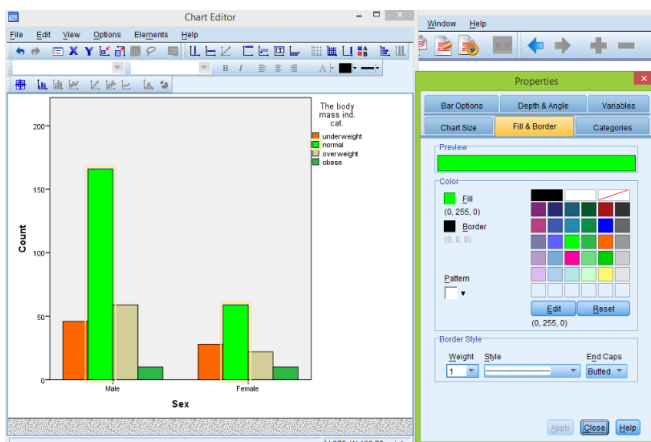 Chart Editor
File Edit View Options Elements Help
X Y
B I
A
The body
mass ind.
cat.
underweight
normal
overweight
obese
200
150
100
50
0
Count
Male Female
Sex
Window Help
Properties
Bar Options Depth & Angle Variables
Chart Size Fill & Border Categories
Preview
Color
Fill
(0, 255, 0)
Border
(0, 0, 0)
Pattern
Edit Reset
(0, 255, 0)
Border Style
Weight Style End Caps
1 Butted
Apply Close Help